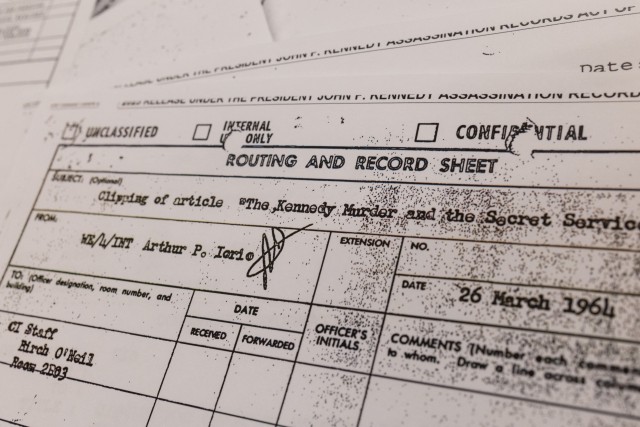 RELEASE UNDER THE PRESIDENT JOHN F. KENNEDY ASSASSINATION RECORDS ACT OF
Date:
RELEASE UNDER THE PRESIDENT JOHN F. KENNEDY ASSASSINATION RECORDS
UNCLASSIFIED
INTERNAL
ONLY
CONFIDENTIAL
ROUTING AND RECORD SHEET
SUBJECT: (Optional)
Clipping of article "The Kennedy Murder and the Secret Service
FROM:
WE/4/INT Arthur P. Iorio
EXTENSION
NO.
DATE
26 March 1964
TO: (Officer designation, room number, and
building)
DATE
RECEIVED
FORWARDED
OFFICER'S
INITIALS
COMMENTS (Number each
to whom. Draw a line across
CI Staff
Birch O'Neil
Room 2B03